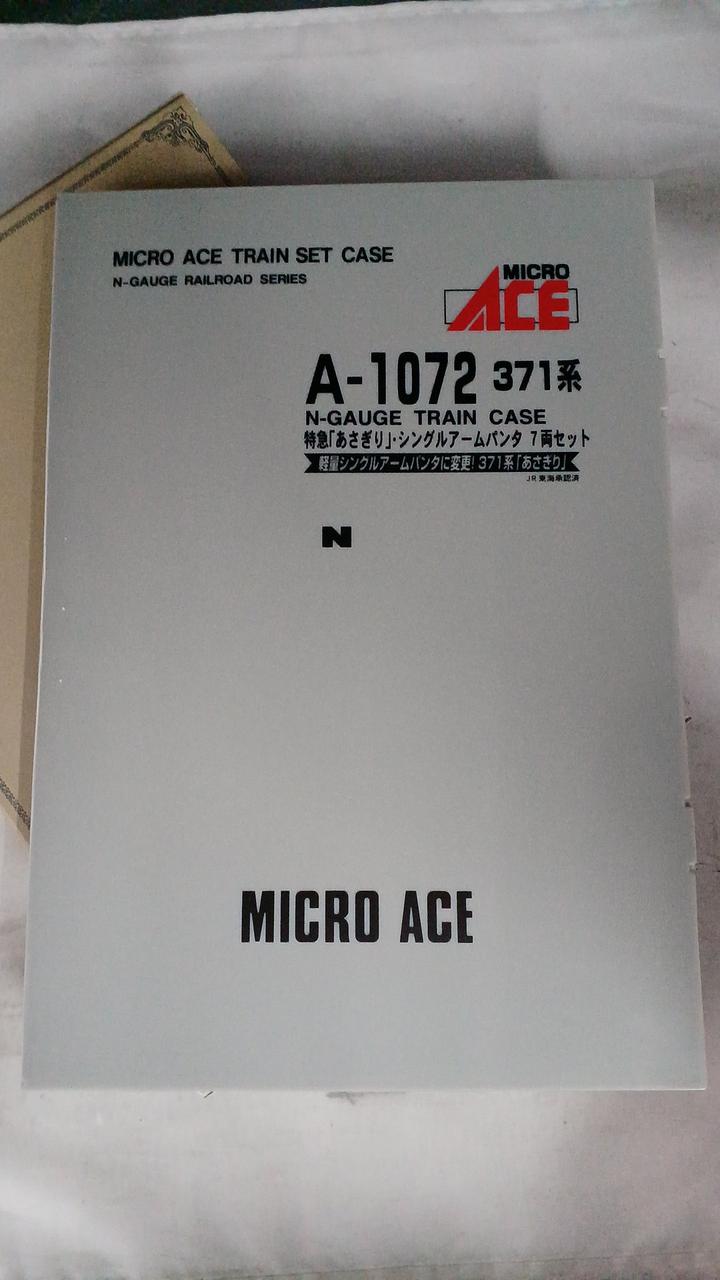 MICRO ACE TRAIN SET CASE
N-GAUGE RAILROAD SERIES
MICRO
ACE
A-1072 371系
N-GAUGE TRAIN CASE
特急「あさぎり」・シングルアームパンタ 7両セット
軽量シングルアームパンタに変更! 371系「あさぎり」
JR東海承認済
N
MICRO ACE